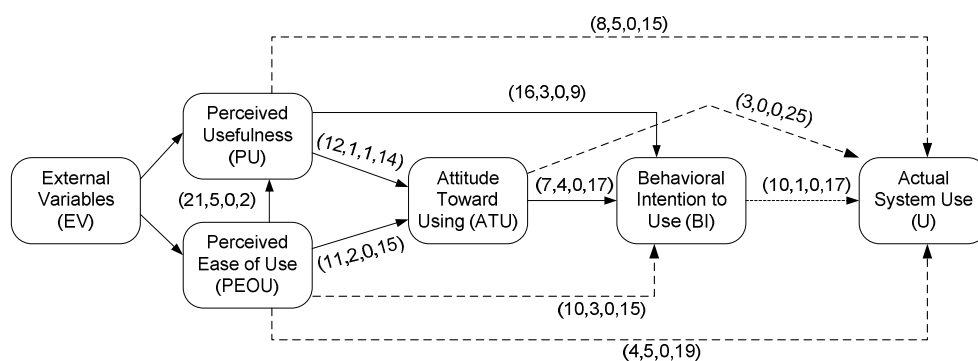 (8,5,0,15)
Perceived
Usefulness
(PU)
(16,3,0,9)
(3,0,0,25)
(12,1,1,14)
External
Variables
(EV)
(21,5,0,2)
Attitude
Toward
Using (ATU)
(7,4,0,17)
Behavioral
Intention to
Use (BI)
(10,1,0,17)
Actual
System Use
(U)
Perceived
Ease of Use
(PEOU)
(11,2,0,15)
(10,3,0,15)
(4,5,0,19)